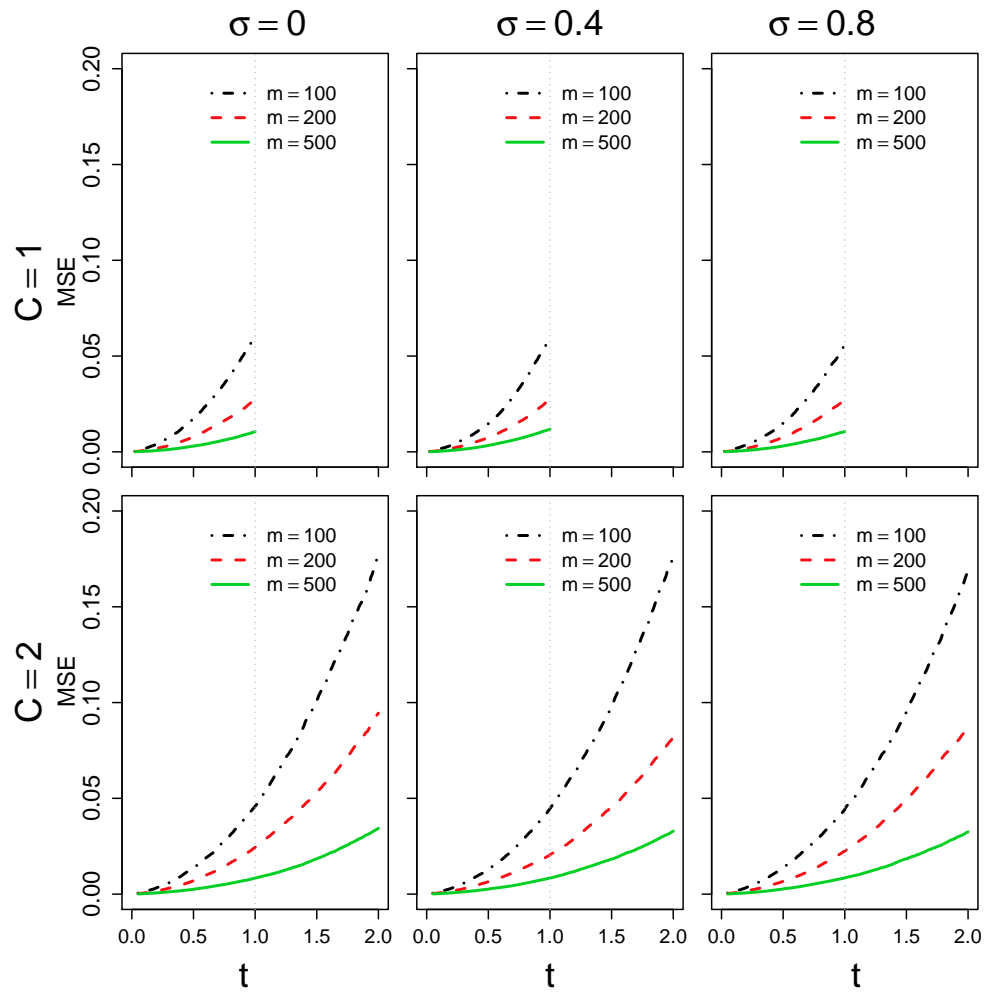 σ = 0
σ = 0.4
σ = 0.8
C = 1
MSE
0.00 0.05 0.10 0.15 0.20
m = 100
m = 200
m = 500
m = 100
m = 200
m = 500
m = 100
m = 200
m = 500
C = 2
MSE
0.00 0.05 0.10 0.15 0.20
m = 100
m = 200
m = 500
m = 100
m = 200
m = 500
m = 100
m = 200
m = 500
0.0 0.5 1.0 1.5 2.0
0.0 0.5 1.0 1.5 2.0
0.0 0.5 1.0 1.5 2.0
t
t
t